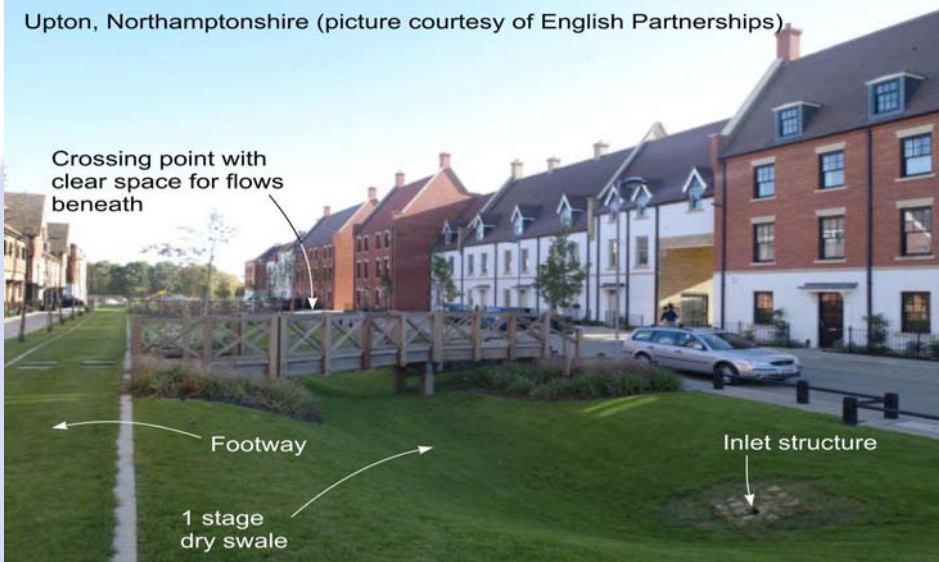 Upton, Northamptonshire (picture courtesy of English Partnerships)
Crossing point with
clear space for flows
beneath
Footway
Inlet structure
1 stage
dry swale